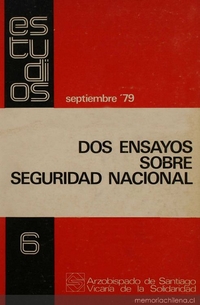 estudios
septiembre '79
DOS ENSAYOS
SOBRE
SEGURIDAD NACIONAL
6
Arzobispado de Santiago
Vicaría de la Solidaridad
memoriachilena.cl